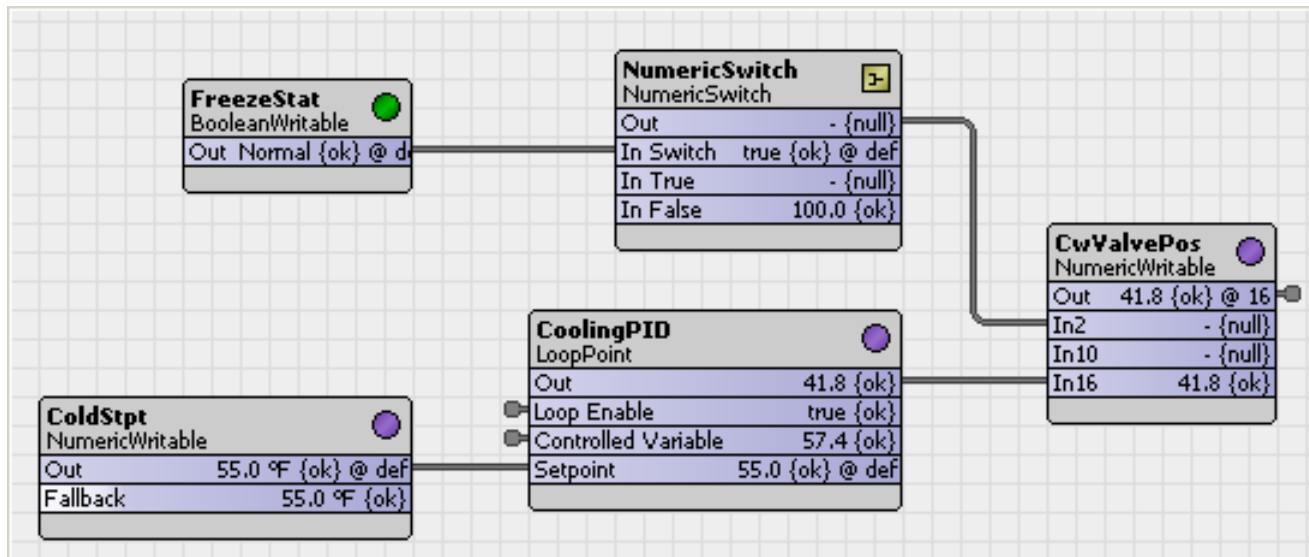 FreezeStat
BooleanWritable
Out Normal {ok} @
NumericSwitch
NumericSwitch
Out - {null}
In Switch true {ok} @ def
In True - {null}
In False 100.0 {ok}
CwValvePos
NumericWritable
Out 41.8 {ok} @ 16
In2 - {null}
In10 - {null}
In16 41.8 {ok}
CoolingPID
LoopPoint
Out 41.8 {ok}
Loop Enable true {ok}
Controlled Variable 57.4 {ok}
Setpoint 55.0 {ok} @ def
ColdStpt
NumericWritable
Out 55.0 °F {ok} @ def
Fallback 55.0 °F {ok}